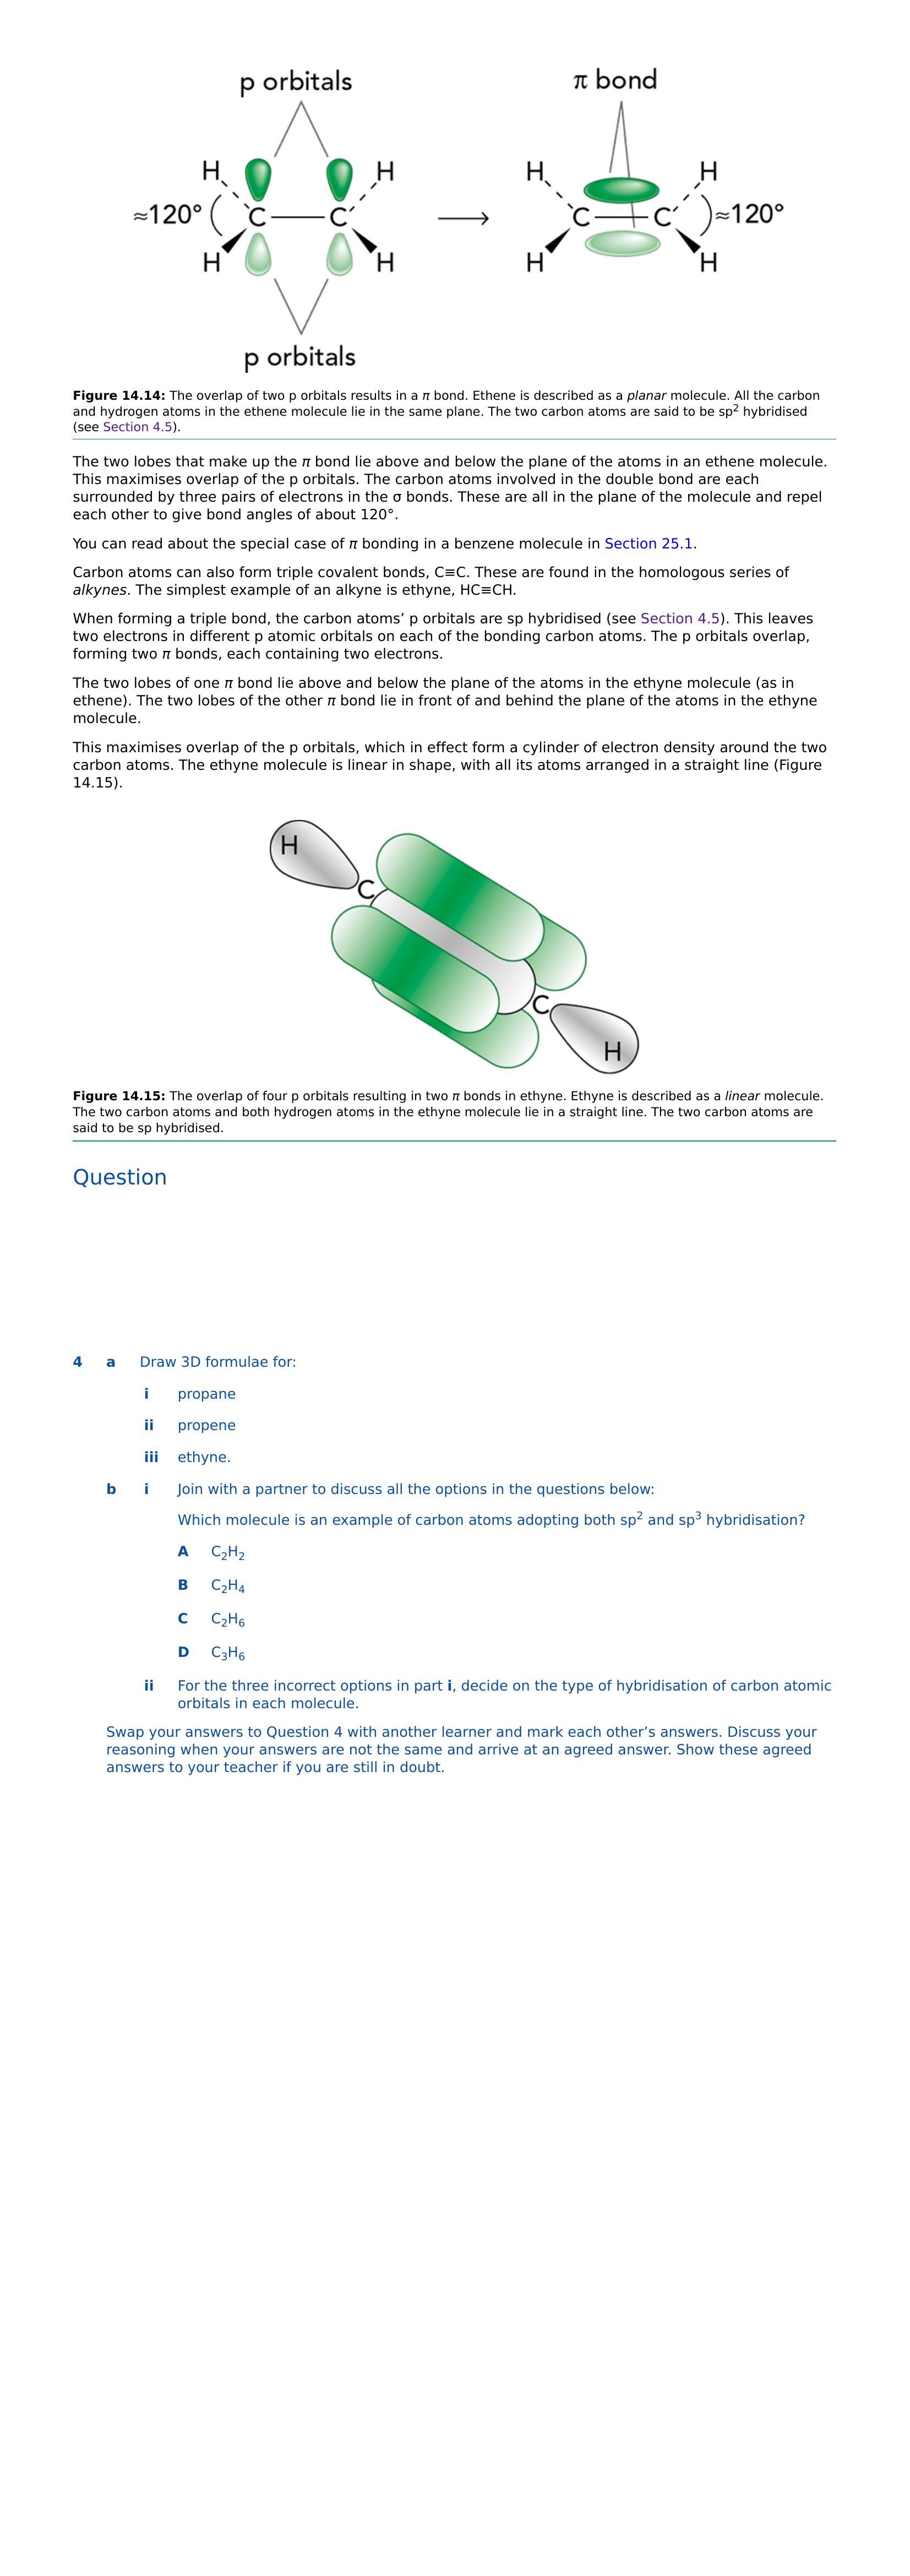 p orbitals
π bond
H H H H
≈120° C C C C ≈120°
H H H H
p orbitals
Figure 14.14: The overlap of two p orbitals results in a π bond. Ethene is described as a planar molecule. All the carbon
and hydrogen atoms in the ethene molecule lie in the same plane. The two carbon atoms are said to be sp² hybridised
(see Section 4.5).
The two lobes that make up the π bond lie above and below the plane of the atoms in an ethene molecule.
This maximises overlap of the p orbitals. The carbon atoms involved in the double bond are each
surrounded by three pairs of electrons in the σ bonds. These are all in the plane of the molecule and repel
each other to give bond angles of about 120°.
You can read about the special case of π bonding in a benzene molecule in Section 25.1.
Carbon atoms can also form triple covalent bonds, C≡C. These are found in the homologous series of
alkynes. The simplest example of an alkyne is ethyne, HC≡CH.
When forming a triple bond, the carbon atoms’ p orbitals are sp hybridised (see Section 4.5). This leaves
two electrons in different p atomic orbitals on each of the bonding carbon atoms. The p orbitals overlap,
forming two π bonds, each containing two electrons.
The two lobes of one π bond lie above and below the plane of the atoms in the ethyne molecule (as in
ethene). The two lobes of the other π bond lie in front of and behind the plane of the atoms in the ethyne
molecule.
This maximises overlap of the p orbitals, which in effect form a cylinder of electron density around the two
carbon atoms. The ethyne molecule is linear in shape, with all its atoms arranged in a straight line (Figure
14.15).
H
C
C
H
Figure 14.15: The overlap of four p orbitals resulting in two π bonds in ethyne. Ethyne is described as a linear molecule.
The two carbon atoms and both hydrogen atoms in the ethyne molecule lie in a straight line. The two carbon atoms are
said to be sp hybridised.
Question
4 a Draw 3D formulae for:
i propane
ii propene
iii ethyne.
b i Join with a partner to discuss all the options in the questions below:
Which molecule is an example of carbon atoms adopting both sp² and sp³ hybridisation?
A C₂H₂
B C₂H₄
C C₂H₆
D C₃H₆
ii For the three incorrect options in part i, decide on the type of hybridisation of carbon atomic
orbitals in each molecule.
Swap your answers to Question 4 with another learner and mark each other’s answers. Discuss your
reasoning when your answers are not the same and arrive at an agreed answer. Show these agreed
answers to your teacher if you are still in doubt.